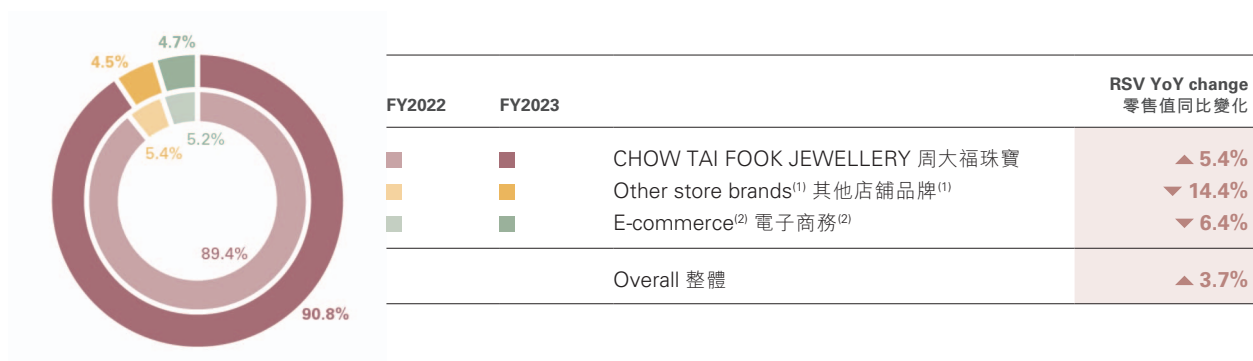 4.7%
4.5%
5.2%
5.4%
89.4%
90.8%
RSV YoY change
FY2022 FY2023 零售值同比變化
CHOW TAI FOOK JEWELLERY 周大福珠寶 ▲ 5.4%
Other store brands(1) 其他店舖品牌(1) ▼ 14.4%
E-commerce(2) 電子商務(2) ▼ 6.4%
Overall 整體 ▲ 3.7%